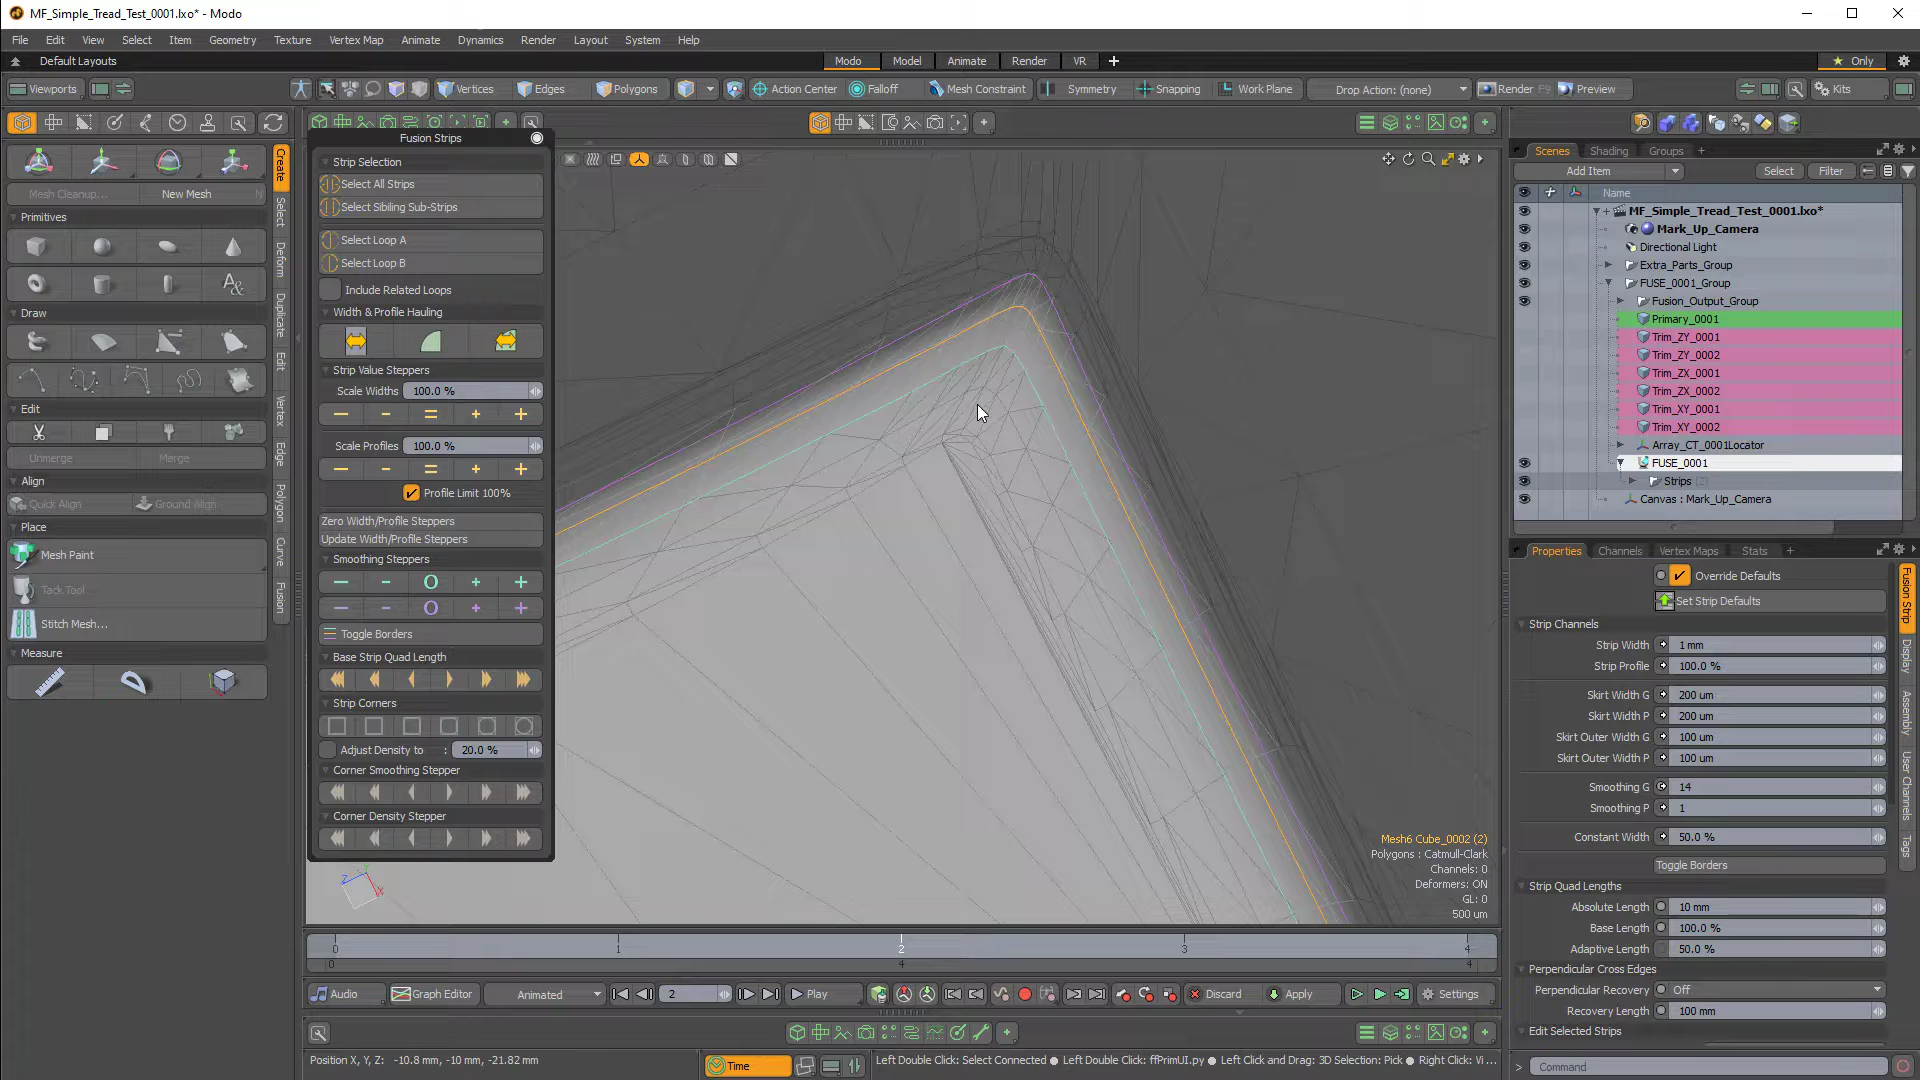 MF_Simple_Tread_Test_0001.lxo* - Modo
File Edit View Select Item Geometry Texture Vertex Map Animate Dynamics Render Layout System Help
Default Layouts
Modo Model Animate Render VR
Only
Viewports
Vertices Edges Polygons Action Center Falloff Mesh Constraint Symmetry Snapping Work Plane Drop Action: (none) Render F9 Preview Kits
Mesh Cleanup... New Mesh N
Primitives
Draw
Edit
Unmerge Merge
Align
Quick Align Ground Align
Place
Mesh Paint
Tack Tool
Stitch Mesh...
Measure
Create
Select
Deform
Duplicate
Edit
Vertex
Edge
Polygon
Curve
Fusion
Fusion Strips
Strip Selection
Select All Strips
Select Sibiling Sub-Strips
Select Loop A
Select Loop B
Include Related Loops
Width & Profile Hauling
Strip Value Steppers
Scale Widths 100.0 %
Scale Profiles 100.0 %
Profile Limit 100%
Zero Width/Profile Steppers
Update Width/Profile Steppers
Smoothing Steppers
Toggle Borders
Base Strip Quad Length
Strip Corners
Adjust Density to : 20.0 %
Corner Smoothing Stepper
Corner Density Stepper
Z Y X
Mesh6 Cube_0002 (2)
Polygons : Catmull-Clark
Channels: 0
Deformers: ON
GL: 0
500 um
0 1 2 3 4
0 4 4
Audio Graph Editor Animated 2 Play Discard Apply Settings
Position X, Y, Z: -10.8 mm, -10 mm, -21.82 mm
Time
Left Double Click: Select Connected ● Left Double Click: ffPrimUI.py ● Left Click and Drag: 3D Selection: Pick ● Right Click: Vi ...
Scenes Shading Groups
Add Item Select Filter
Name
MF_Simple_Tread_Test_0001.lxo*
Mark_Up_Camera
Directional Light
Extra_Parts_Group
FUSE_0001_Group
Fusion_Output_Group
Primary_0001
Trim_ZY_0001
Trim_ZY_0002
Trim_ZX_0001
Trim_ZX_0002
Trim_XY_0001
Trim_XY_0002
Array_CT_0001Locator
FUSE_0001
Strips (2)
Canvas : Mark_Up_Camera
Properties Channels Vertex Maps Stats
Override Defaults
Set Strip Defaults
Strip Channels
Strip Width 1 mm
Strip Profile 100.0 %
Skirt Width G 200 um
Skirt Width P 200 um
Skirt Outer Width G 100 um
Skirt Outer Width P 100 um
Smoothing G 14
Smoothing P 1
Constant Width 50.0 %
Toggle Borders
Strip Quad Lengths
Absolute Length 10 mm
Base Length 100.0 %
Adaptive Length 50.0 %
Perpendicular Cross Edges
Perpendicular Recovery Off
Recovery Length 100 mm
Edit Selected Strips
Fusion Strip
Display
Assembly
User Channels
Tags
Command